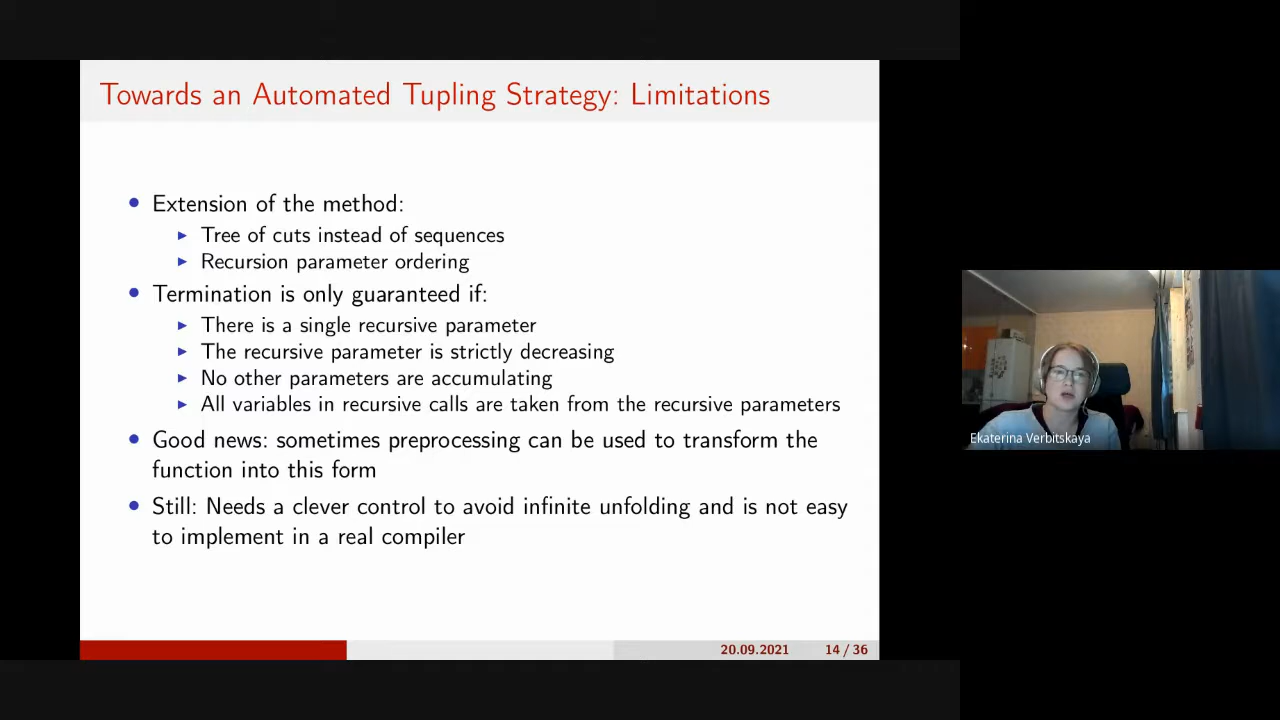 Towards an Automated Tupling Strategy: Limitations
• Extension of the method:
▶ Tree of cuts instead of sequences
▶ Recursion parameter ordering
• Termination is only guaranteed if:
▶ There is a single recursive parameter
▶ The recursive parameter is strictly decreasing
▶ No other parameters are accumulating
▶ All variables in recursive calls are taken from the recursive parameters
• Good news: sometimes preprocessing can be used to transform the
function into this form
• Still: Needs a clever control to avoid infinite unfolding and is not easy
to implement in a real compiler
20.09.2021 14 / 36
Ekaterina Verbitskaya